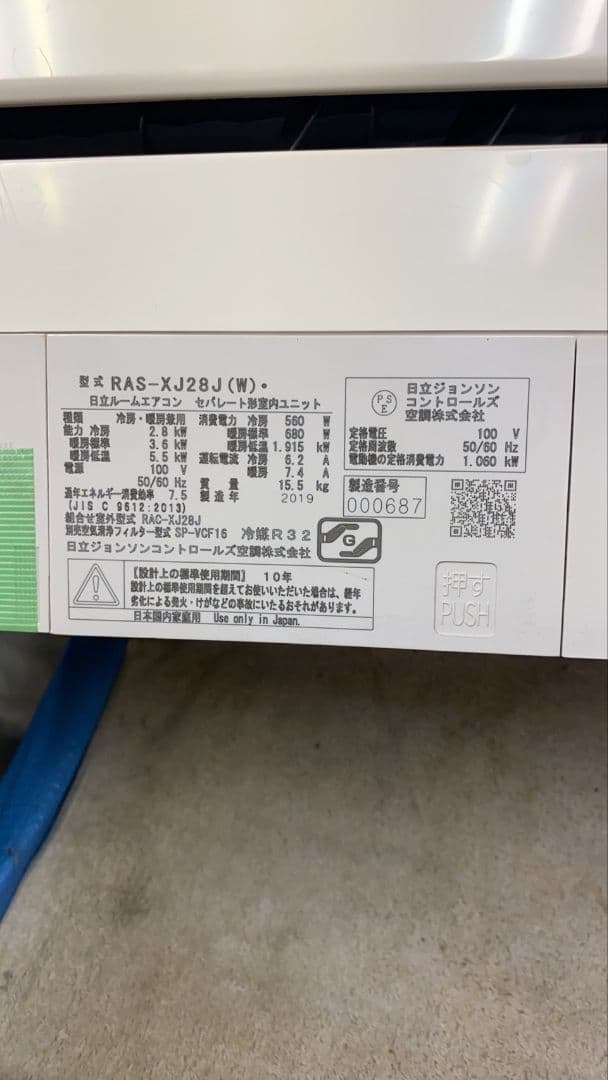 型式 RAS-XJ28J(W)・
日立ルームエアコン セパレート形室内ユニット
種類 冷房・暖房兼用
能力 冷房 2.8 kW
暖房標準 3.6 kW
暖房低温 5.5 kW
電源 100 V
50/60 Hz
通年エネルギー消費効率 7.5
(JIS C 9612:2013)
消費電力 冷房 560 W
暖房標準 680 W
暖房低温 1.915 kW
運転電流 冷房 6.2 A
暖房 7.4 A
質量 15.5 kg
製造年 2019
組合せ室外型式 RAC-XJ28J
別売空気清浄フィルター型式 SP-VCF16 冷媒R32
日立ジョンソンコントロールズ空調株式会社
PS
E
日立ジョンソン
コントロールズ
空調株式会社
定格電圧 100 V
定格周波数 50/60 Hz
電動機の定格消費電力 1.060 kW
製造番号
000687
G
【設計上の標準使用期間】 10年
設計上の標準使用期間を超えてお使いいただいた場合は、経年
劣化による発火・けがなどの事故にいたるおそれがあります。
日本国内家庭用 Use only in Japan.
押す
PUSH